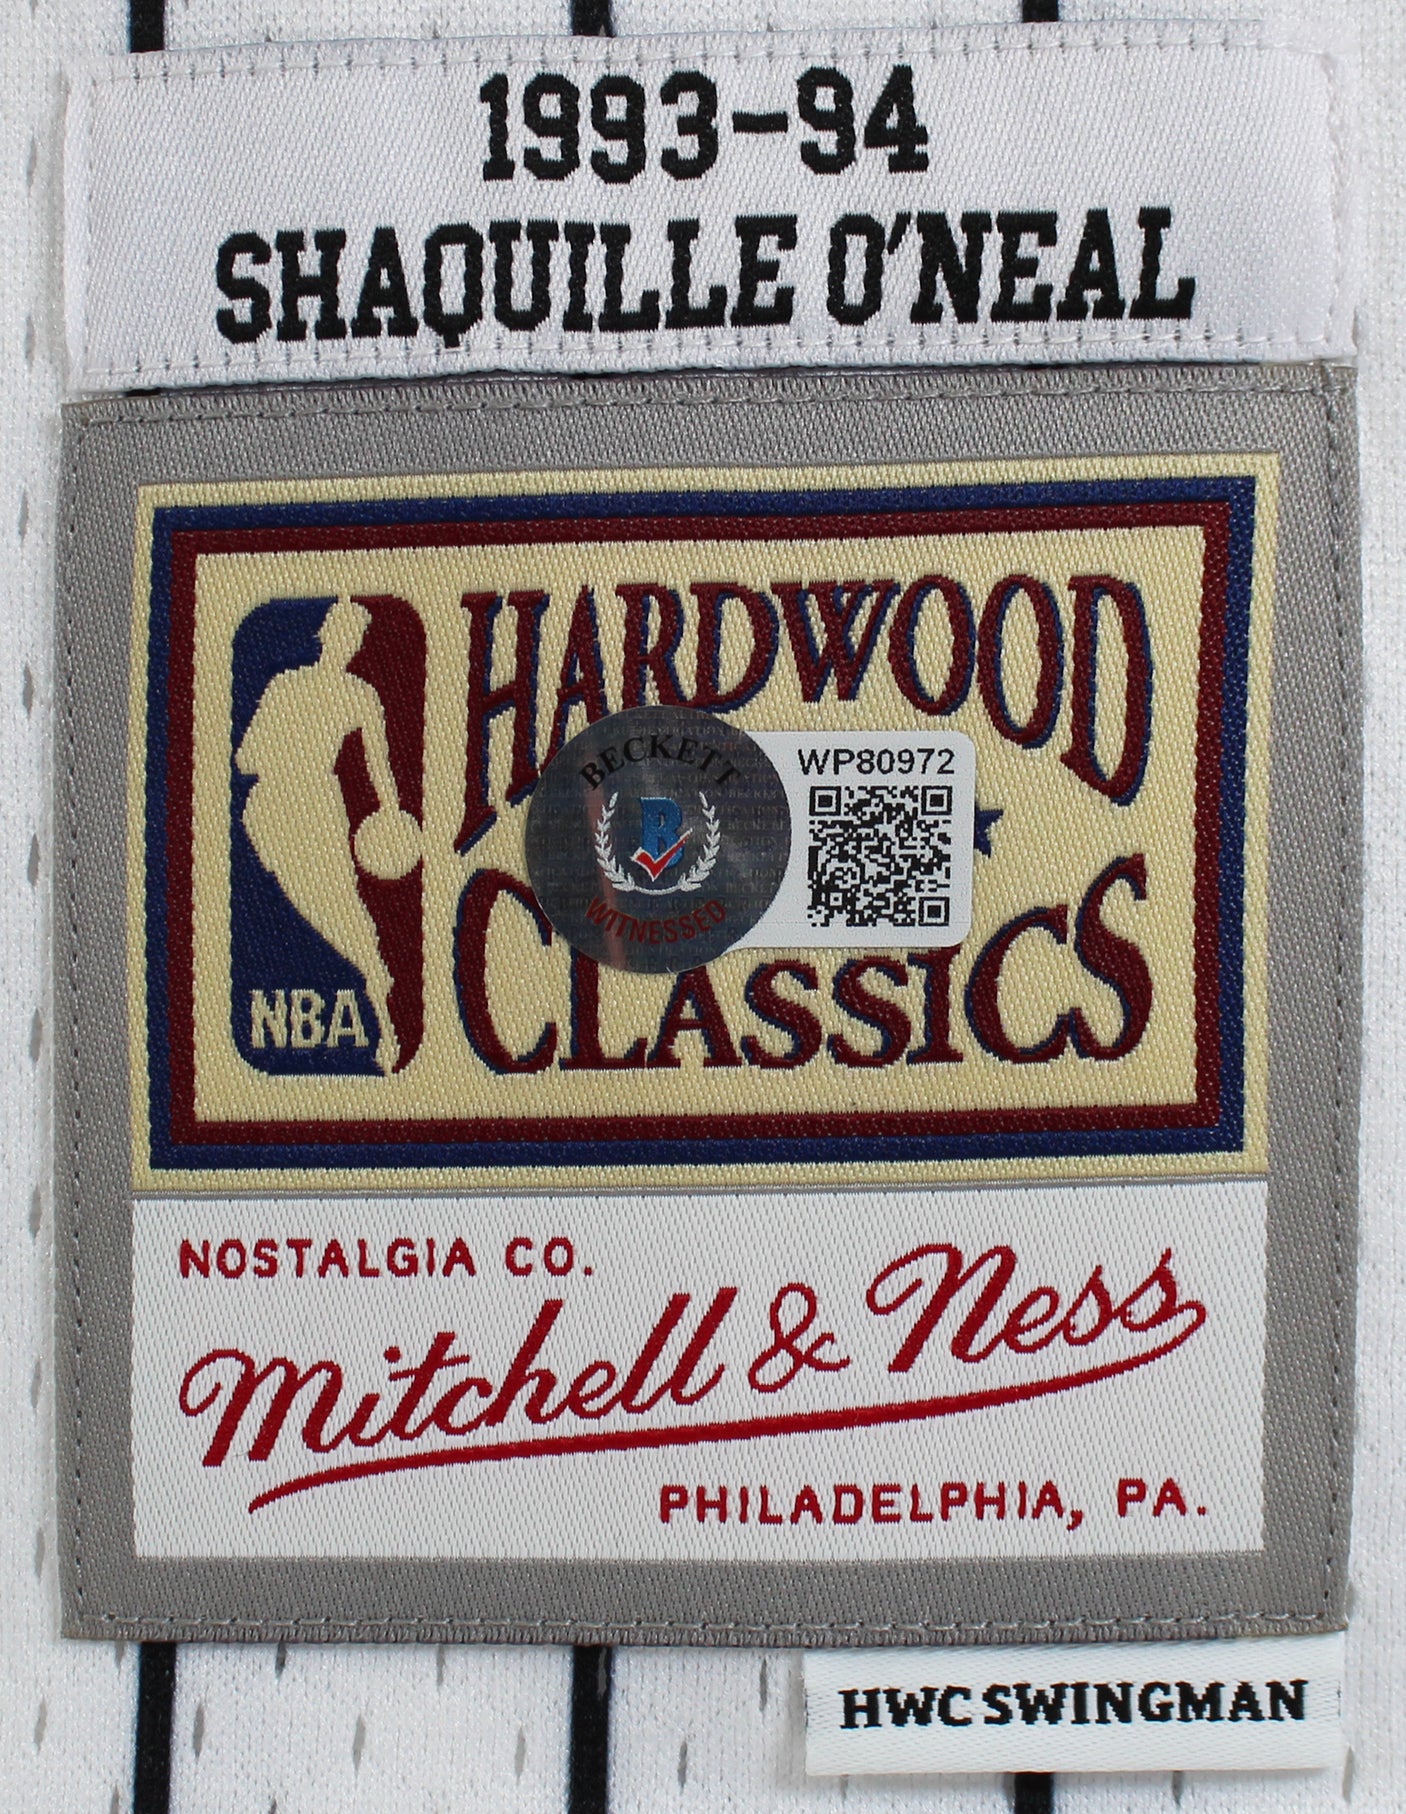 1993-94
SHAQUILLE O'NEAL
HARDWOOD
BECKETT
WP80972
B
WITNESSED
CLASSICS
NBA
NOSTALGIA CO.
Mitchell & Ness
PHILADELPHIA, PA.
HWC SWINGMAN